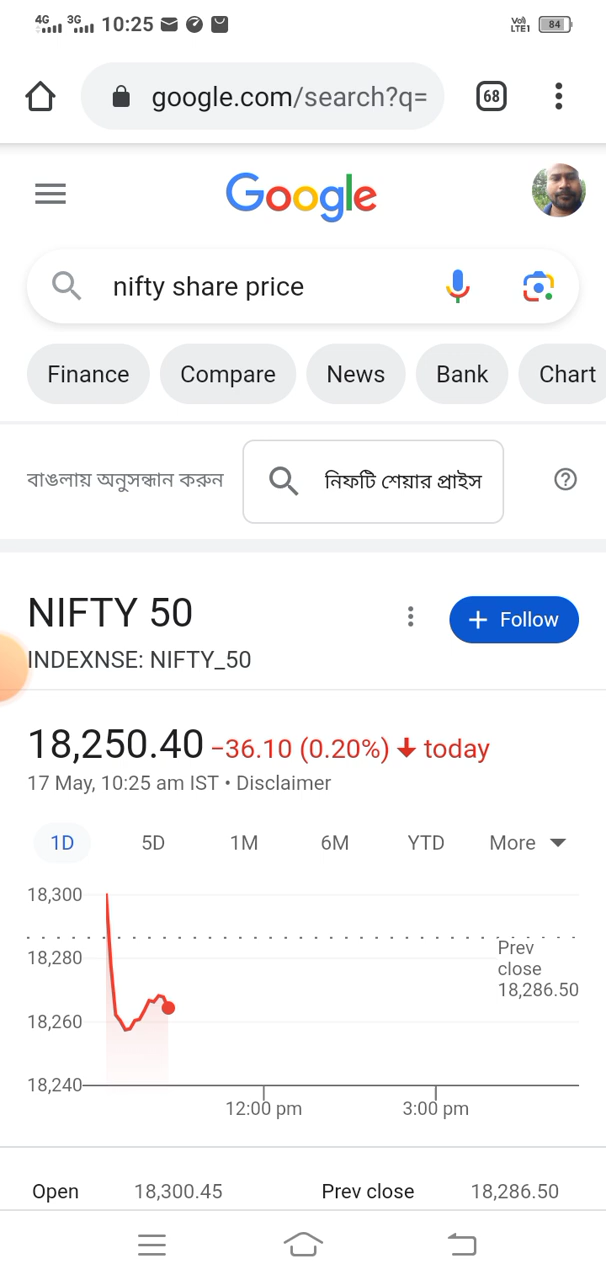 4G 3G 10:25 Vo) LTE1 84
google.com/search?q= 68
Google
nifty share price
Finance Compare News Bank Chart
বাঙলায় অনুসন্ধান করুন নিফটি শেয়ার প্রাইস
NIFTY 50 + Follow
INDEXNSE: NIFTY_50
18,250.40 −36.10 (0.20%) ↓ today
17 May, 10:25 am IST • Disclaimer
1D 5D 1M 6M YTD More
18,300
18,280
Prev
close
18,286.50
18,260
18,240
12:00 pm 3:00 pm
Open 18,300.45 Prev close 18,286.50